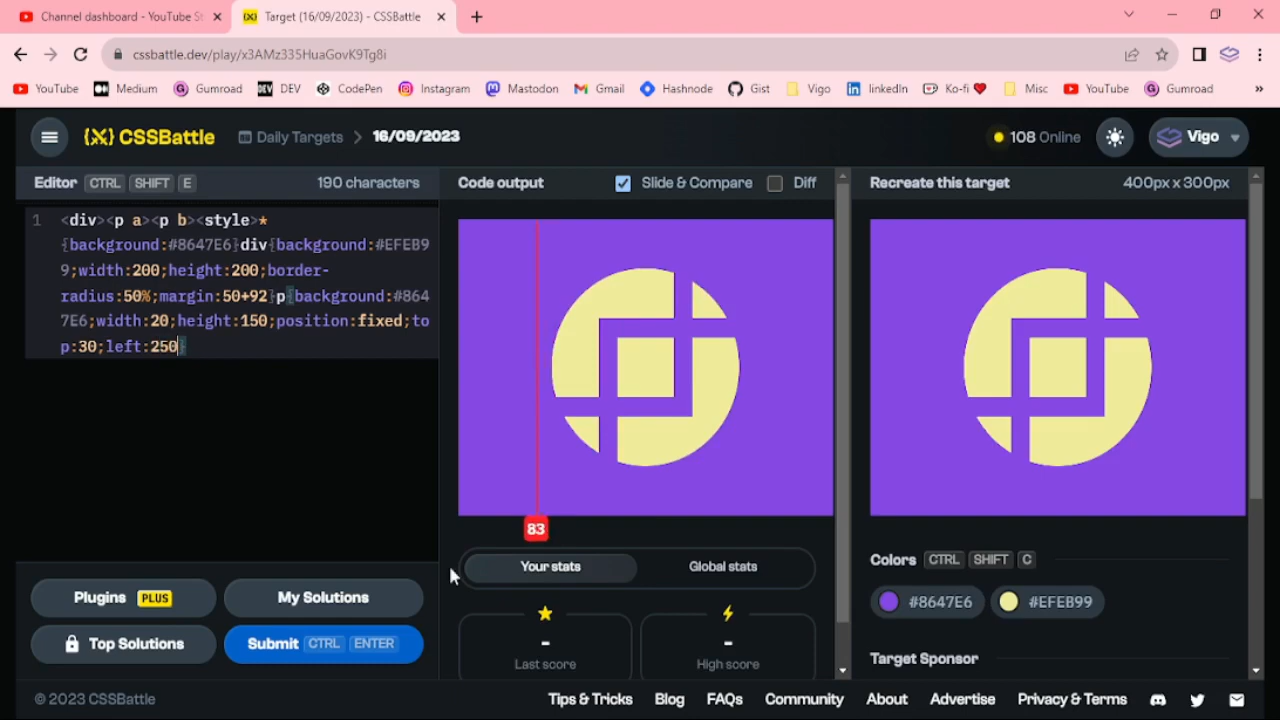 Channel dashboard - YouTube St
Target (16/09/2023) - CSSBattle
cssbattle.dev/play/x3AMz335HuaGovK9Tg8i
YouTube Medium Gumroad DEV CodePen Instagram Mastodon Gmail Hashnode Gist Vigo linkedIn Ko-fi ❤ Misc YouTube Gumroad »
{X} CSSBattle Daily Targets > 16/09/2023 108 Online Vigo
Editor CTRL SHIFT E 190 characters
Code output Slide & Compare Diff
Recreate this target 400px x 300px
1 <div><p a><p b><style>*
{background:#8647E6}div{background:#EFEB9
9;width:200;height:200;border-
radius:50%;margin:50+92}p{background:#864
7E6;width:20;height:150;position:fixed;to
p:30;left:250}
83
Your stats Global stats
- -
Last score High score
Colors CTRL SHIFT C
#8647E6 #EFEB99
Target Sponsor
Plugins PLUS My Solutions
Top Solutions Submit CTRL ENTER
© 2023 CSSBattle Tips & Tricks Blog FAQs Community About Advertise Privacy & Terms